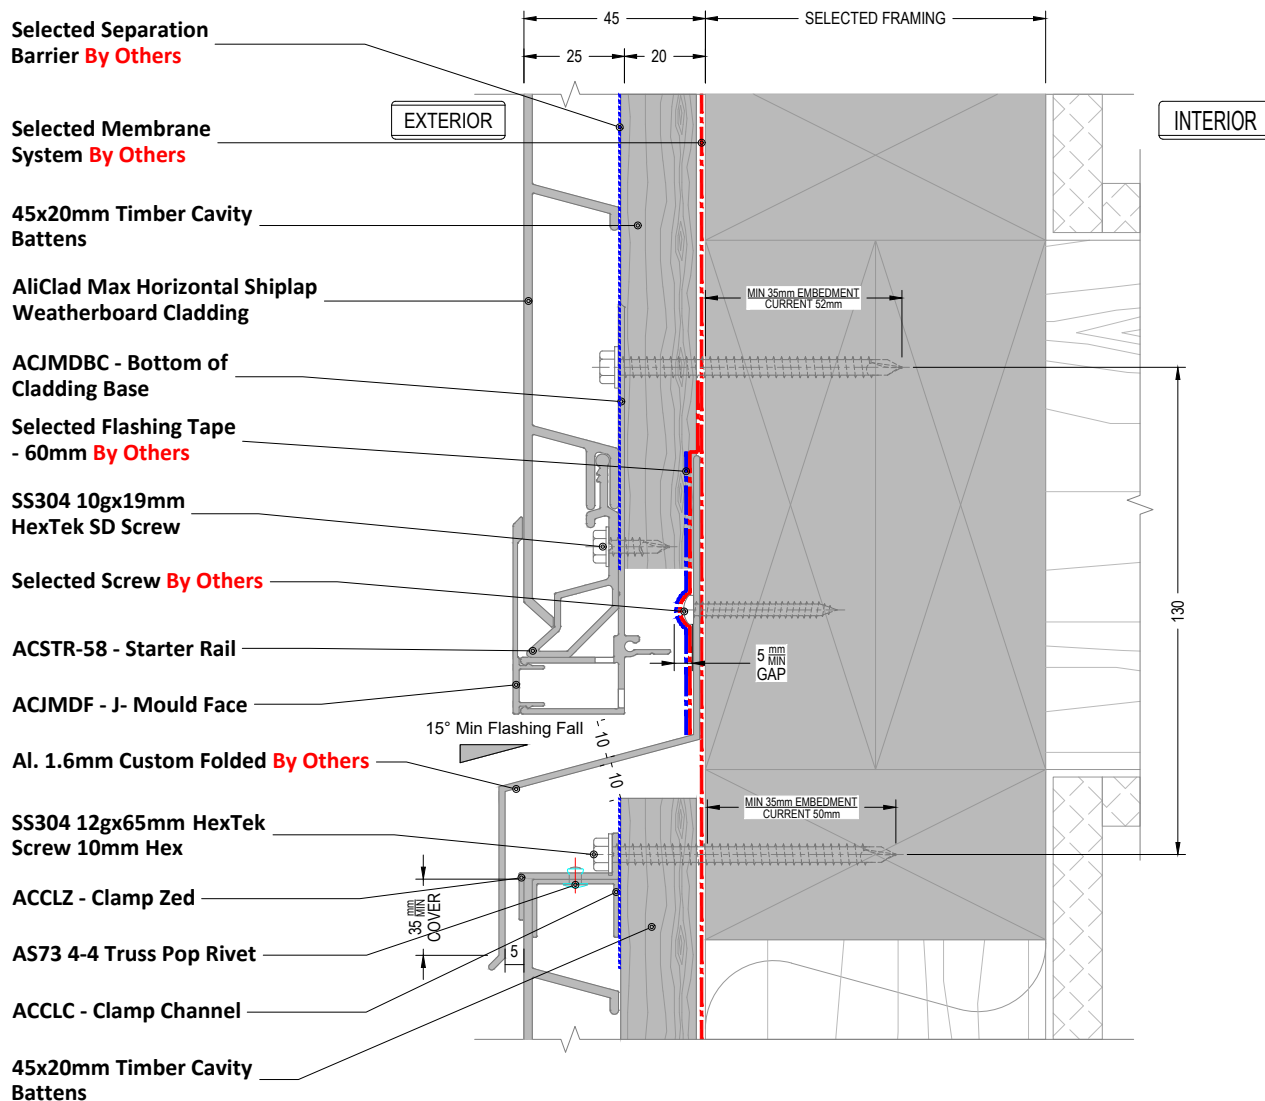 45
SELECTED FRAMING
25
20
Selected Separation
Barrier By Others
EXTERIOR
INTERIOR
Selected Membrane
System By Others
45x20mm Timber Cavity
Battens
AliClad Max Horizontal Shiplap
Weatherboard Cladding
MIN 35mm EMBEDMENT
CURRENT 52mm
ACJMDBC - Bottom of
Cladding Base
Selected Flashing Tape
- 60mm By Others
SS304 10gx19mm
HexTek SD Screw
Selected Screw By Others
130
ACSTR-58 - Starter Rail
5 mm MIN
GAP
ACJMDF - J- Mould Face
15° Min Flashing Fall
10
10
Al. 1.6mm Custom Folded By Others
MIN 35mm EMBEDMENT
CURRENT 50mm
SS304 12gx65mm HexTek
Screw 10mm Hex
ACCLZ - Clamp Zed
35 mm MIN
COVER
5
AS73 4-4 Truss Pop Rivet
ACCLC - Clamp Channel
45x20mm Timber Cavity
Battens